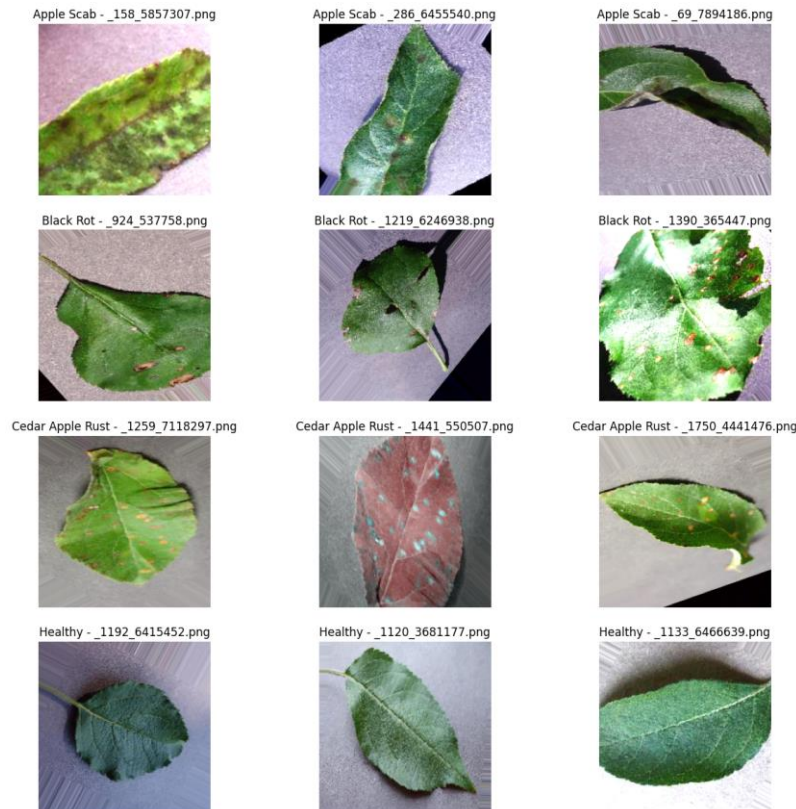 Apple Scab - _158_5857307.png
Apple Scab - _286_6455540.png
Apple Scab - _69_7894186.png
Black Rot - _924_537758.png
Black Rot - _1219_6246938.png
Black Rot - _1390_365447.png
Cedar Apple Rust - _1259_7118297.png
Cedar Apple Rust - _1441_550507.png
Cedar Apple Rust - _1750_4441476.png
Healthy - _1192_6415452.png
Healthy - _1120_3681177.png
Healthy - _1133_6466639.png